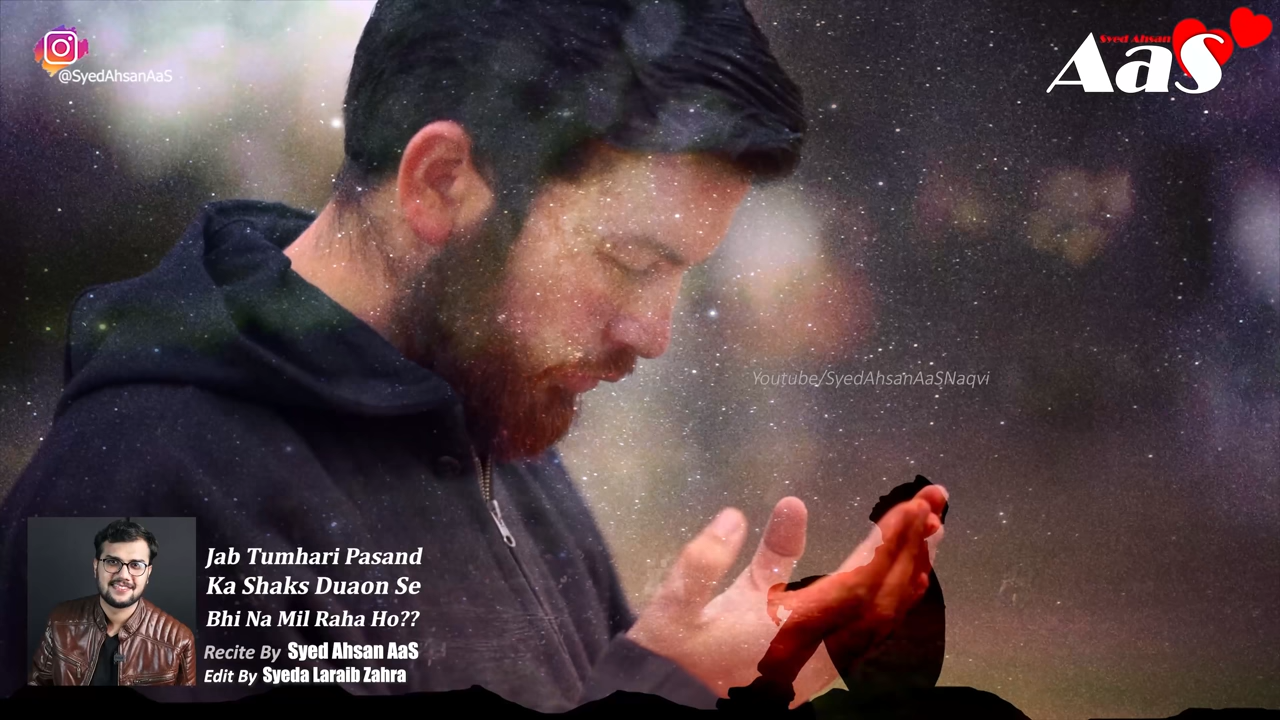 @SyedAhsanAaS
Syed Ahsan
AaS
Youtube/SyedAhsanAaSNaqvi
Jab Tumhari Pasand
Ka Shaks Duaon Se
Bhi Na Mil Raha Ho??
Recite By Syed Ahsan AaS
Edit By Syeda Laraib Zahra